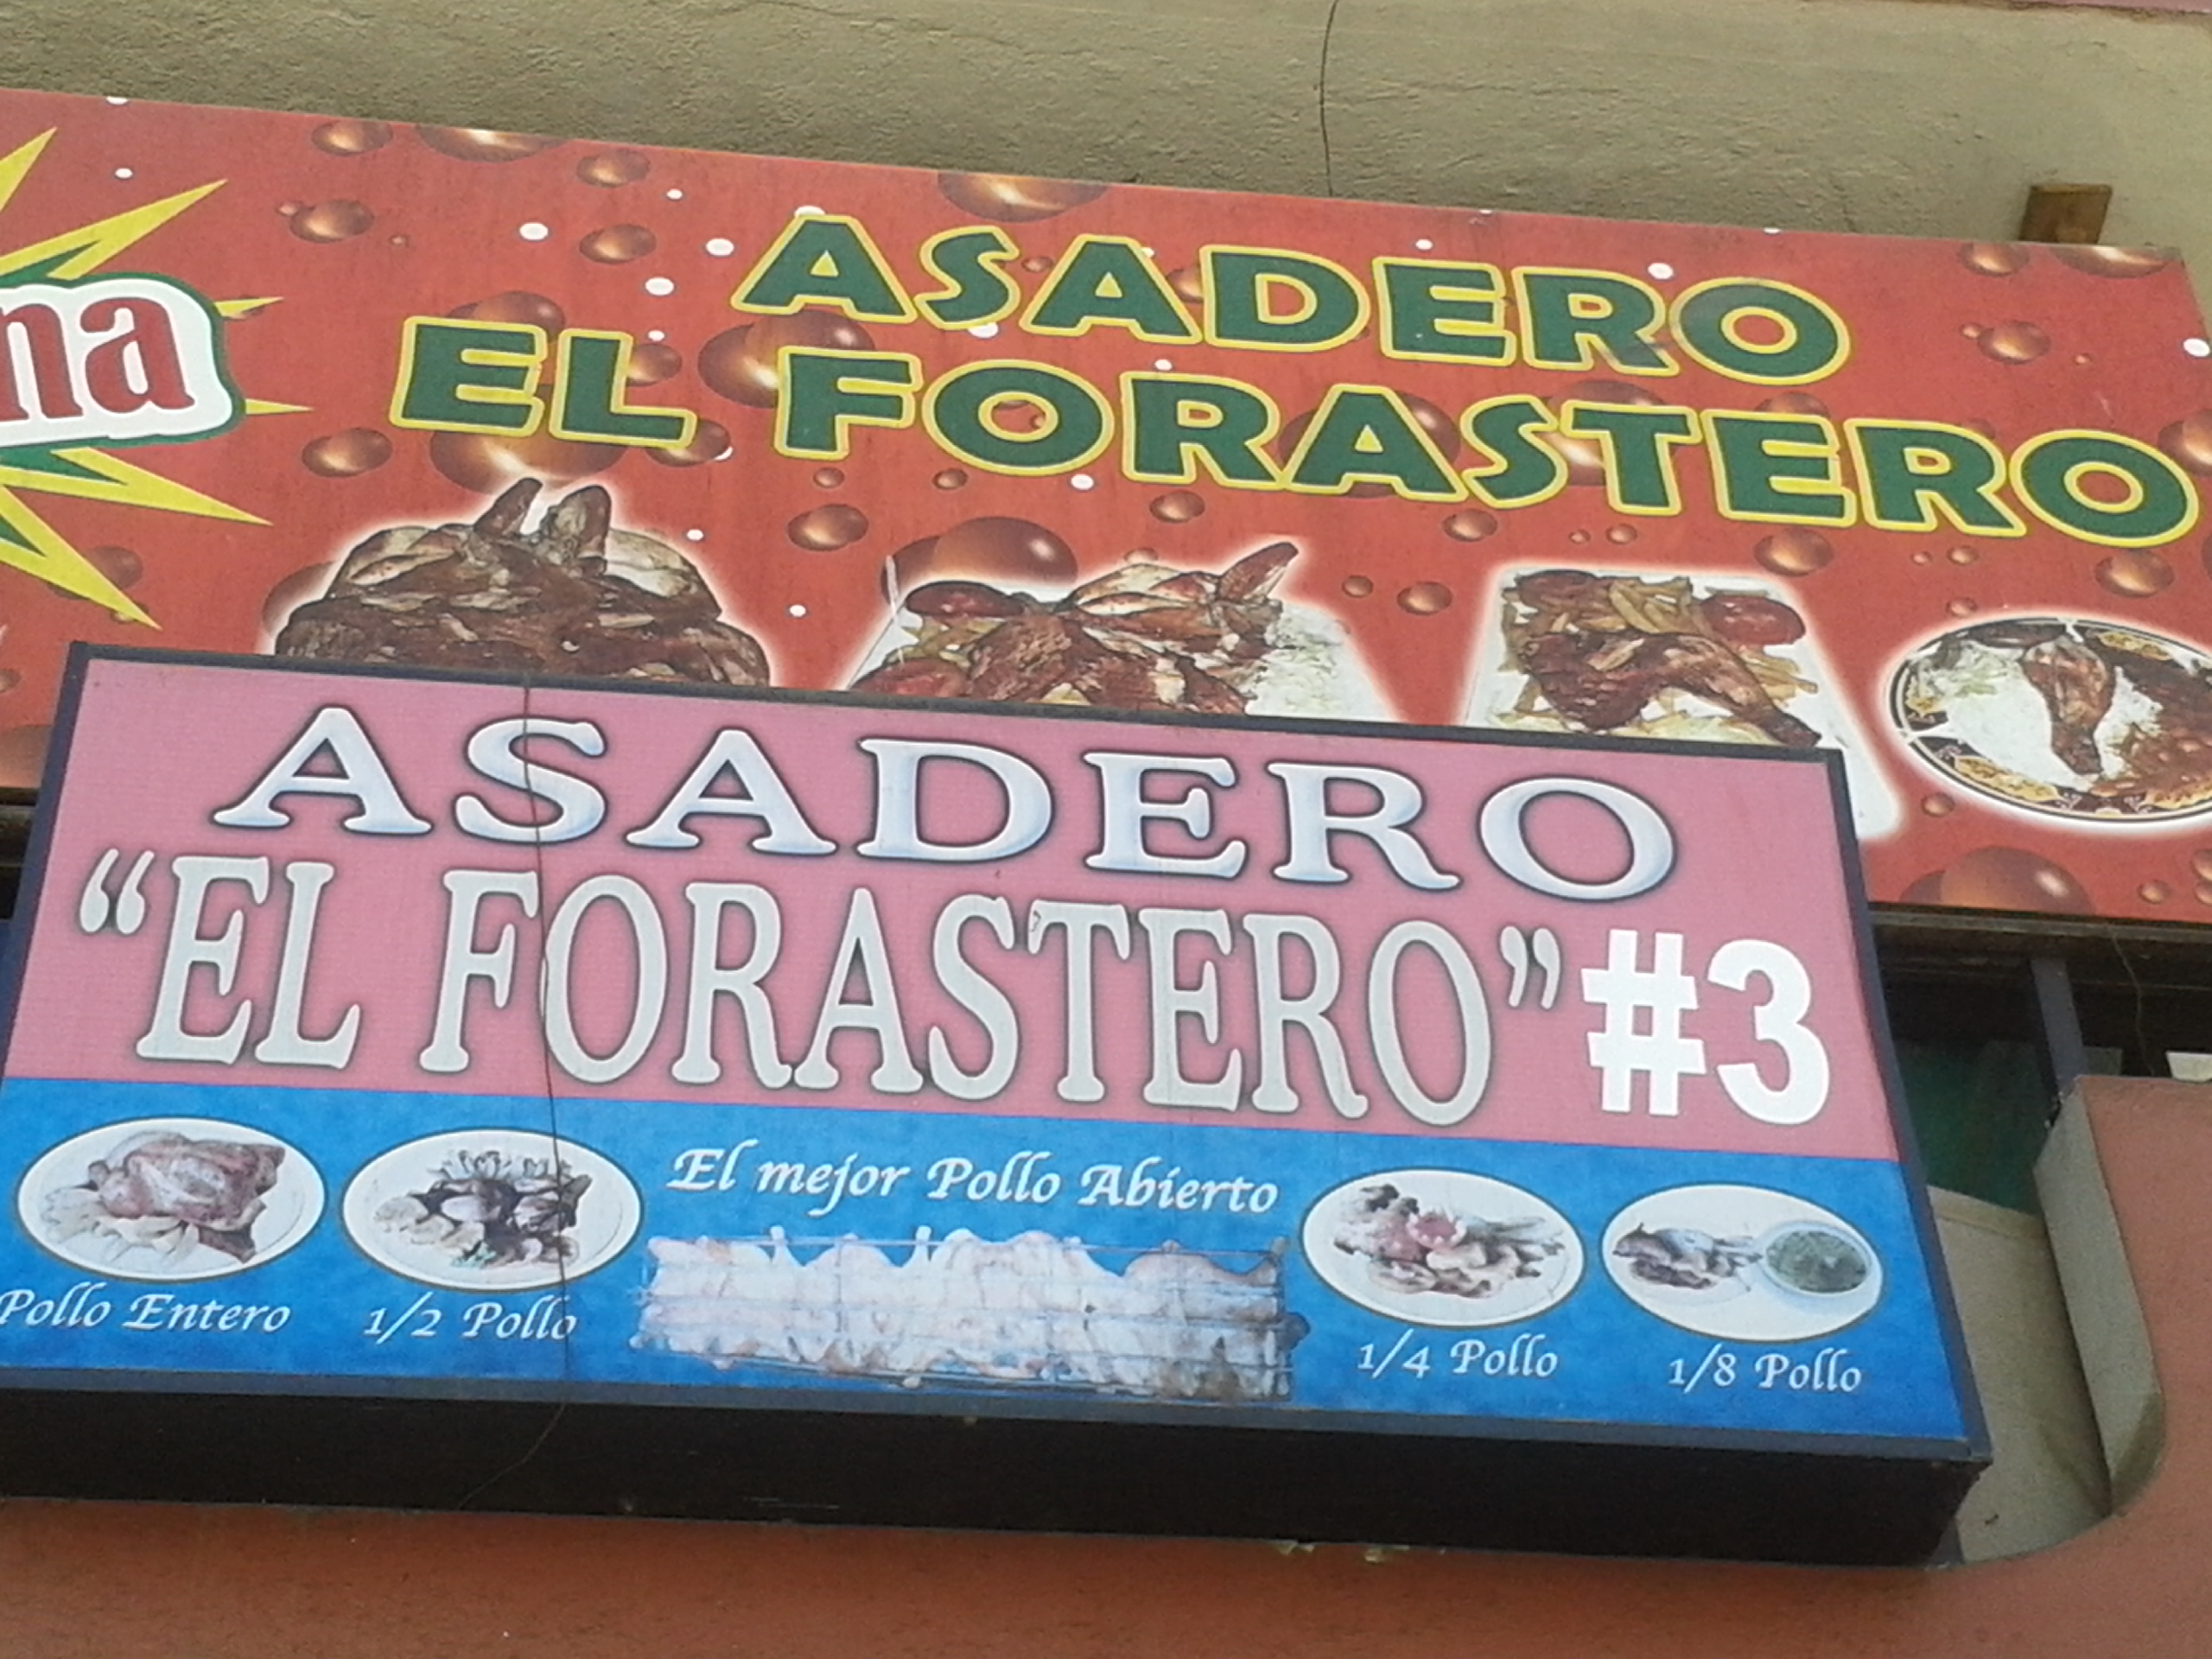 na
ASADERO
EL FORASTERO
ASADERO
“EL FORASTERO” #3
El mejor Pollo Abierto
Pollo Entero
1/2 Pollo
1/4 Pollo
1/8 Pollo